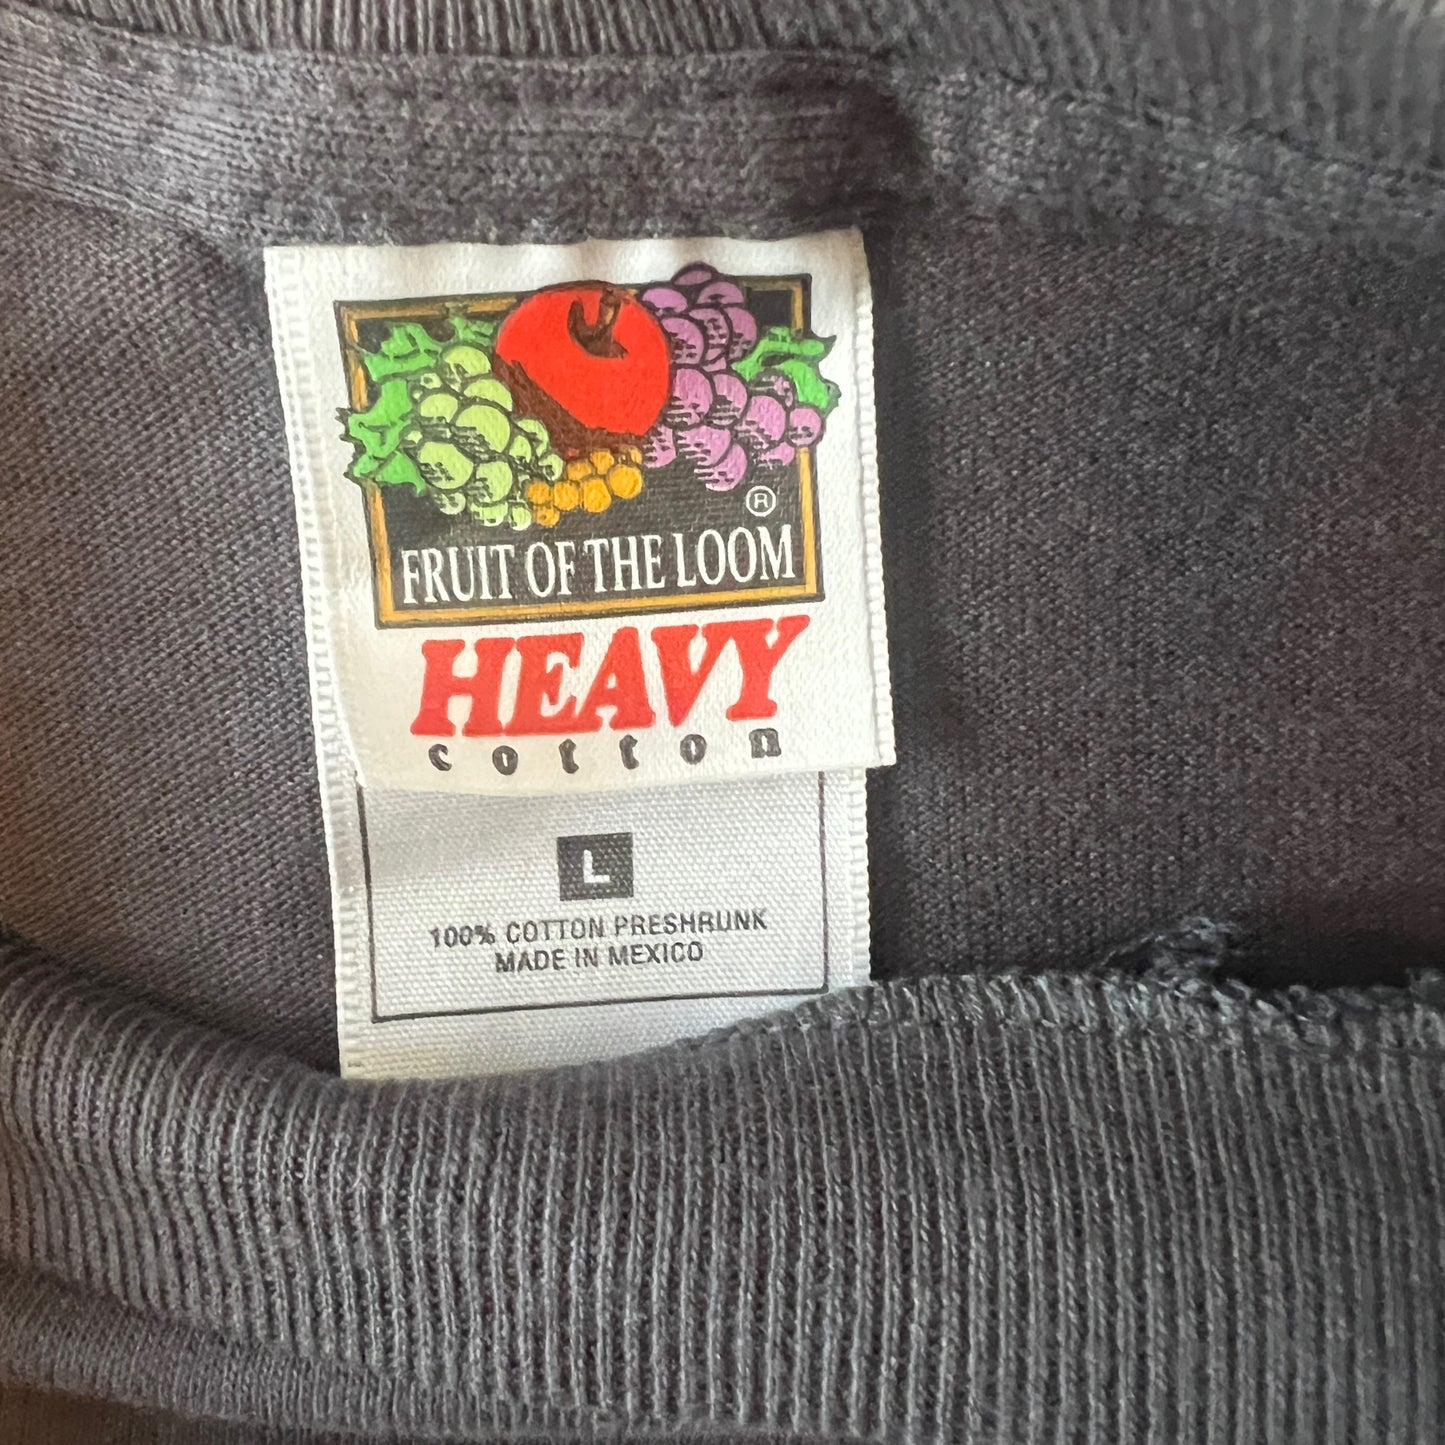 ®
FRUIT OF THE LOOM
HEAVY
cotton
L
100% COTTON PRESHRUNK
MADE IN MEXICO